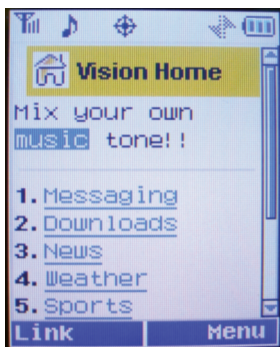 Vision Home
Mix your own
music tone!!
1. Messaging
2. Downloads
3. News
4. Weather
5. Sports
Link Menu